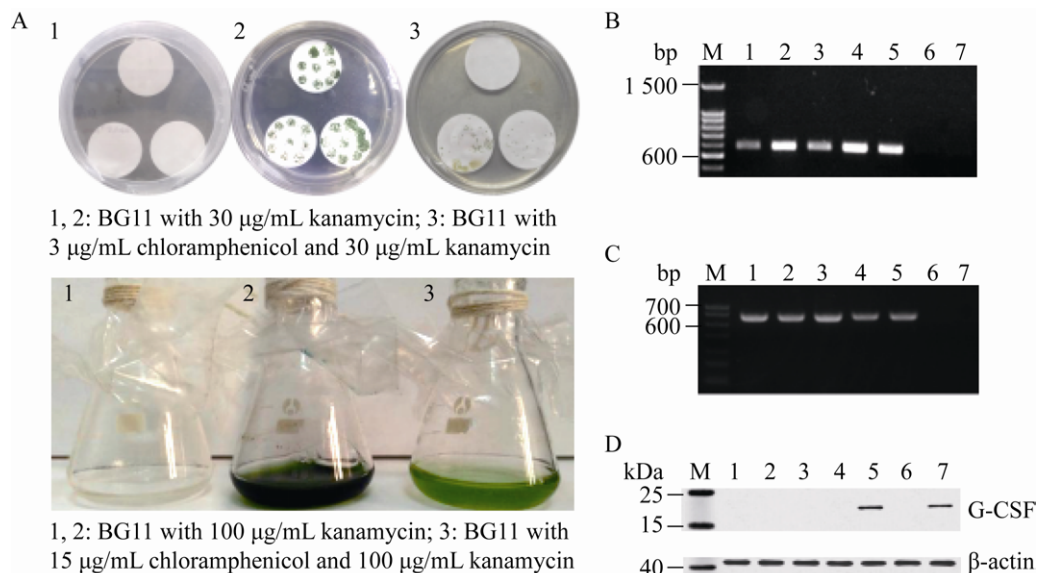 A
1 2 3
1, 2: BG11 with 30 μg/mL kanamycin; 3: BG11 with
3 μg/mL chloramphenicol and 30 μg/mL kanamycin
1 2 3
1, 2: BG11 with 100 μg/mL kanamycin; 3: BG11 with
15 μg/mL chloramphenicol and 100 μg/mL kanamycin
B
bp M 1 2 3 4 5 6 7
1 500
600
C
bp M 1 2 3 4 5 6 7
700
600
D
kDa M 1 2 3 4 5 6 7
25
G-CSF
15
β-actin
40